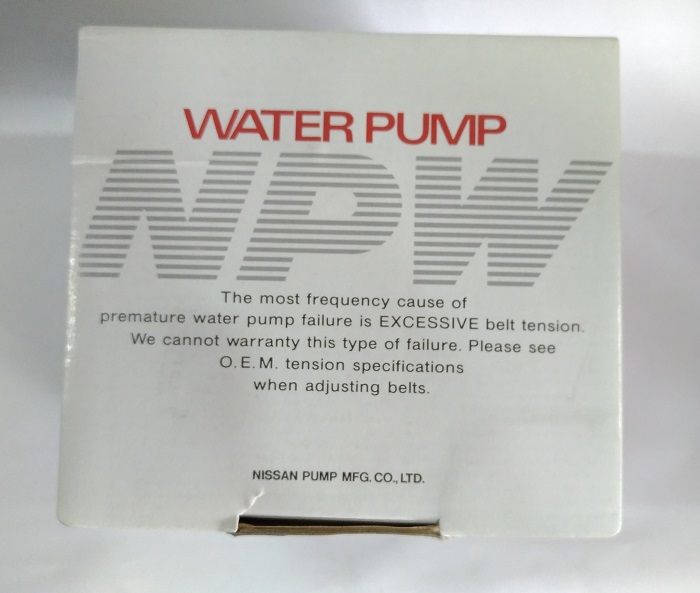 WATER PUMP
NPW
The most frequency cause of
premature water pump failure is EXCESSIVE belt tension.
We cannot warranty this type of failure. Please see
O.E.M. tension specifications
when adjusting belts.
NISSAN PUMP MFG. CO., LTD.